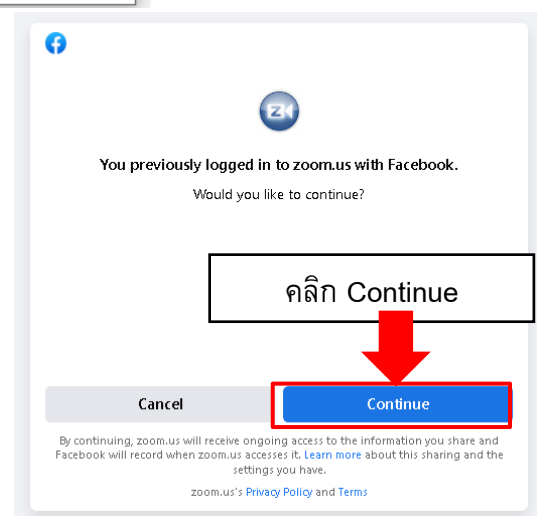 You previously logged in to zoom.us with Facebook.
Would you like to continue?
คลิก Continue
Cancel
Continue
By continuing, zoom.us will receive ongoing access to the information you share and
Facebook will record when zoom.us accesses it. Learn more about this sharing and the
settings you have.
zoom.us's Privacy Policy and Terms